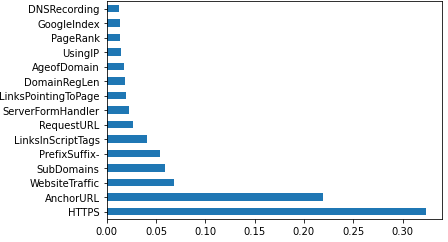 DNSRecording
GoogleIndex
PageRank
UsingIP
AgeofDomain
DomainRegLen
LinksPointingToPage
ServerFormHandler
RequestURL
LinksInScriptTags
PrefixSuffix-
SubDomains
WebsiteTraffic
AnchorURL
HTTPS
0.00 0.05 0.10 0.15 0.20 0.25 0.30